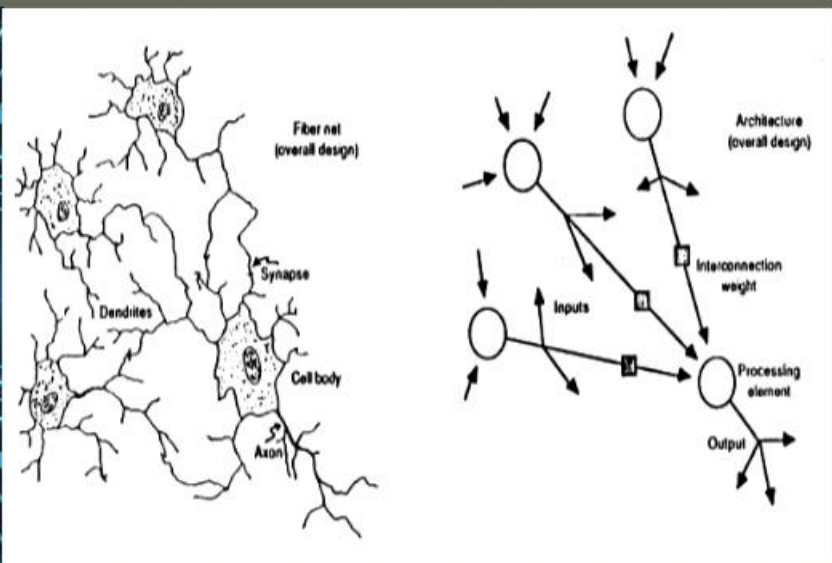 Fiber net
(overall design)
Synapse
Dendrites
Cell body
Axon
Architecture
(overall design)
Interconnection
weight
Inputs
Processing
element
Output